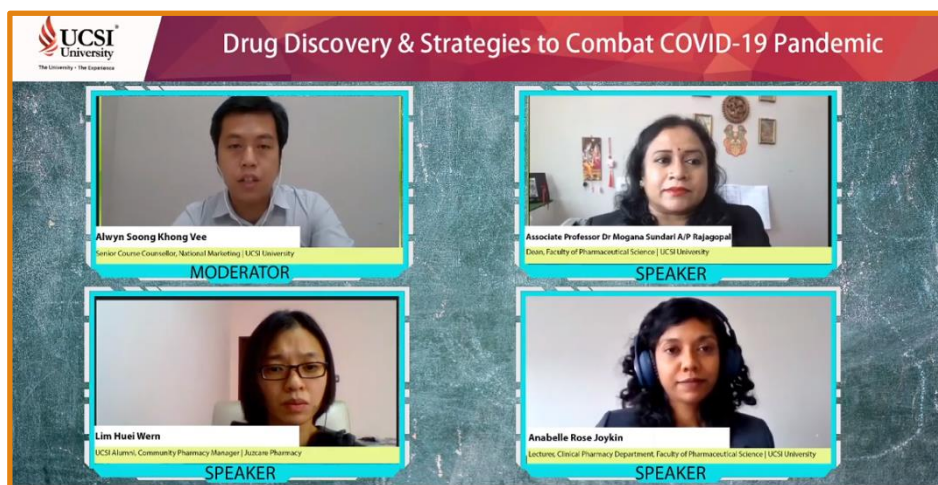 UCSI
University
The University • The Experience
Drug Discovery & Strategies to Combat COVID-19 Pandemic
Alwyn Soong Khong Vee
Senior Course Counsellor, National Marketing | UCSI University
MODERATOR
Associate Professor Dr Mogana Sundari A/P Rajagopal
Dean, Faculty of Pharmaceutical Science | UCSI University
SPEAKER
Lim Huei Wern
UCSI Alumni, Community Pharmacy Manager | Juzcare Pharmacy
SPEAKER
Anabelle Rose Joykin
Lecturer, Clinical Pharmacy Department, Faculty of Pharmaceutical Science | UCSI University
SPEAKER